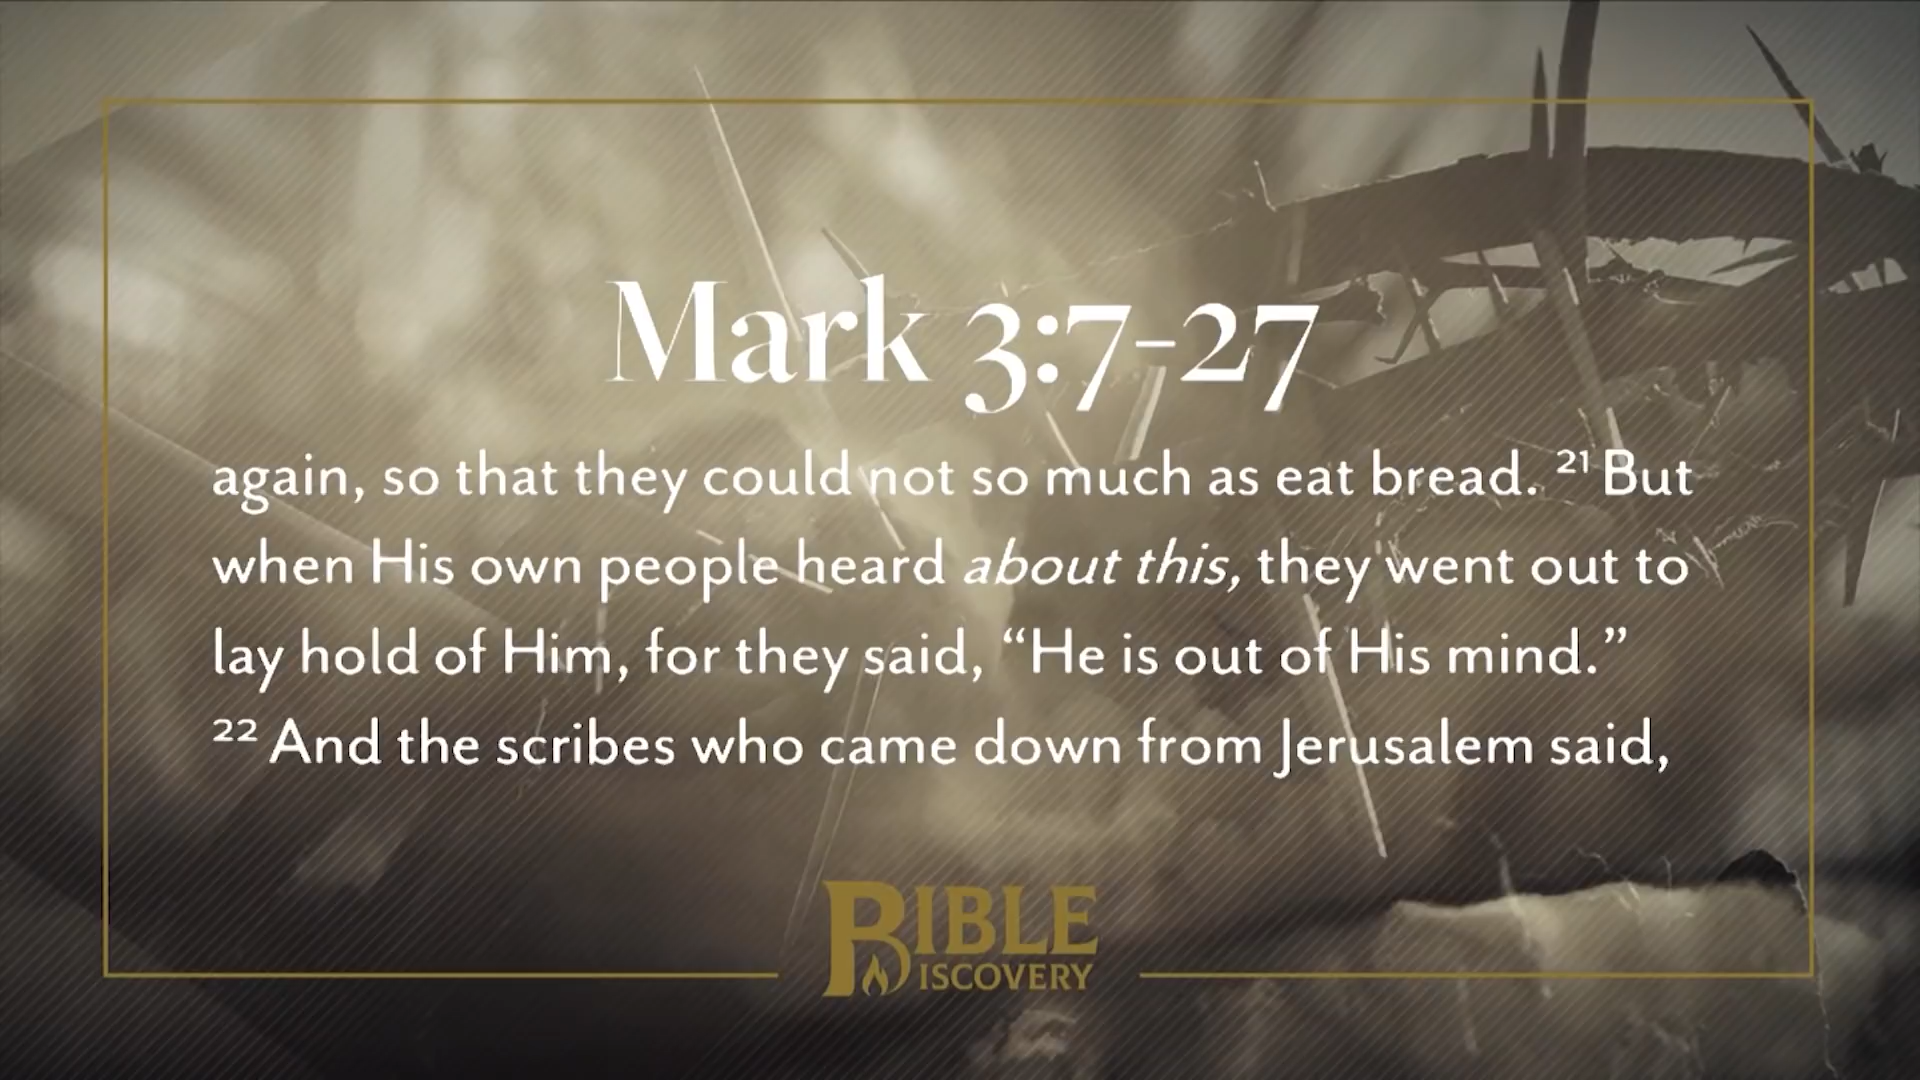 Mark 3:7-27
again, so that they could not so much as eat bread. ²¹ But
when His own people heard about this, they went out to
lay hold of Him, for they said, “He is out of His mind.”
²² And the scribes who came down from Jerusalem said,
BIBLE
DISCOVERY